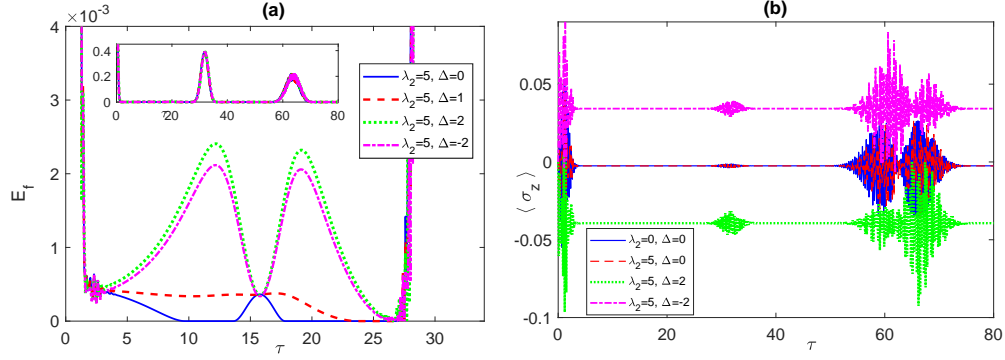 (a)
×10⁻³
4
3
2
1
0
E_f
0 5 10 15 20 25 30
τ
0.4
0.2
0
0 20 40 60 80
τ
λ₂=5, Δ=0
λ₂=5, Δ=1
λ₂=5, Δ=2
λ₂=5, Δ=-2
(b)
0.05
0
-0.05
-0.1
⟨σ_z⟩
0 20 40 60 80
τ
λ₂=0, Δ=0
λ₂=5, Δ=0
λ₂=5, Δ=2
λ₂=5, Δ=-2